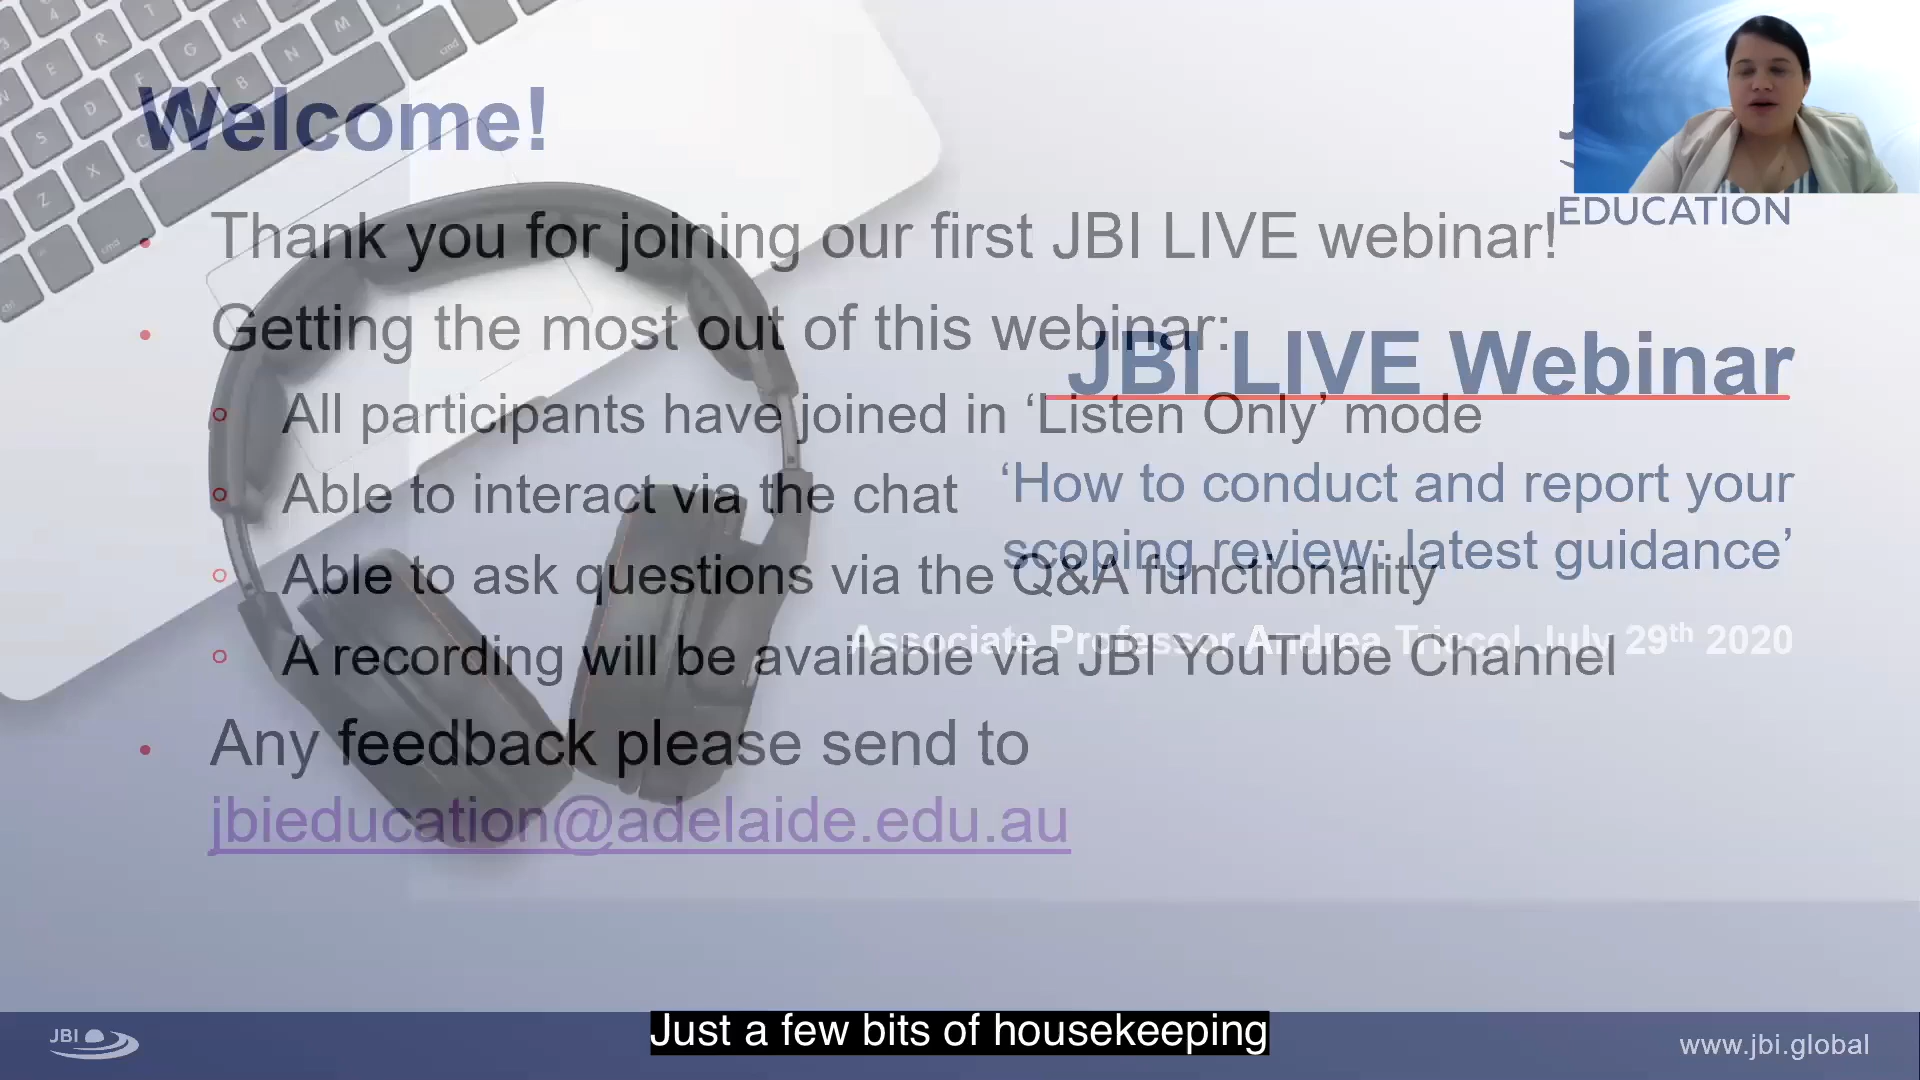 Welcome!
EDUCATION
Thank you for joining our first JBI LIVE webinar!
Getting the most out of this webinar:
JBI LIVE Webinar
All participants have joined in ‘Listen Only’ mode
Able to interact via the chat
‘How to conduct and report your
scoping review: latest guidance’
Able to ask questions via the Q&A functionality
Associate Professor Andrea Tricco| July 29th 2020
A recording will be available via JBI YouTube Channel
Any feedback please send to
jbieducation@adelaide.edu.au
Just a few bits of housekeeping
JBI
www.jbi.global